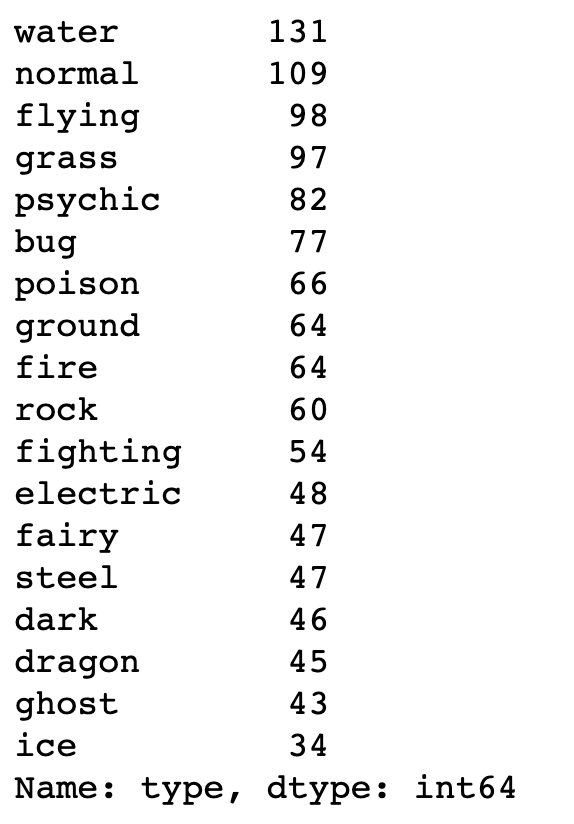 water 131
normal 109
flying 98
grass 97
psychic 82
bug 77
poison 66
ground 64
fire 64
rock 60
fighting 54
electric 48
fairy 47
steel 47
dark 46
dragon 45
ghost 43
ice 34
Name: type, dtype: int64